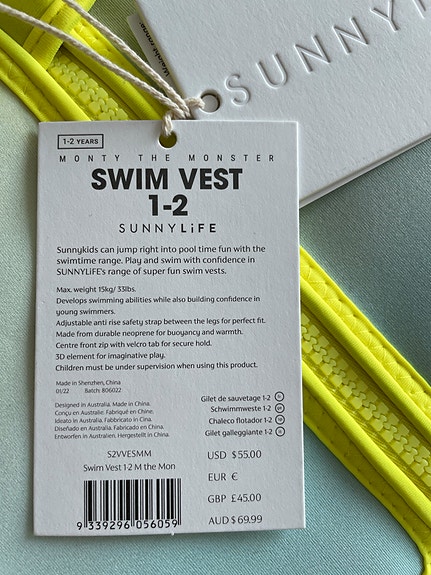 SUNNYL
1-2 YEARS
MONTY THE MONSTER
SWIM VEST
1-2
SUNNYLiFE
Sunnykids can jump right into pool time fun with the
swimtime range. Play and swim with confidence in
SUNNYLiFE's range of super fun swim vests.
Max. weight 15kg/ 33lbs.
Develops swimming abilities while also building confidence in
young swimmers.
Adjustable anti rise safety strap between the legs for perfect fit.
Made from durable neoprene for buoyancy and warmth.
Centre front zip with velcro tab for secure hold.
3D element for imaginative play.
Children must be under supervision when using this product.
Made in Shenzhen, China
01/22 Batch: 806022
Designed in Australia. Made in China.
Conçu en Australie. Fabriqué en Chine.
Ideato in Australia. Fabbricato in Cina.
Diseñado en Australia. Fabricado en China.
Entworfen in Australien. Hergestellt in China.
Gilet de sauvetage 1-2
Schwimmweste 1-2
Chaleco flotador 1-2
Gilet galleggiante 1-2
S2VVESMM
Swim Vest 1-2 M the Mon
9 339296 056059
USD $55.00
EUR €
GBP £45.00
AUD $69.99